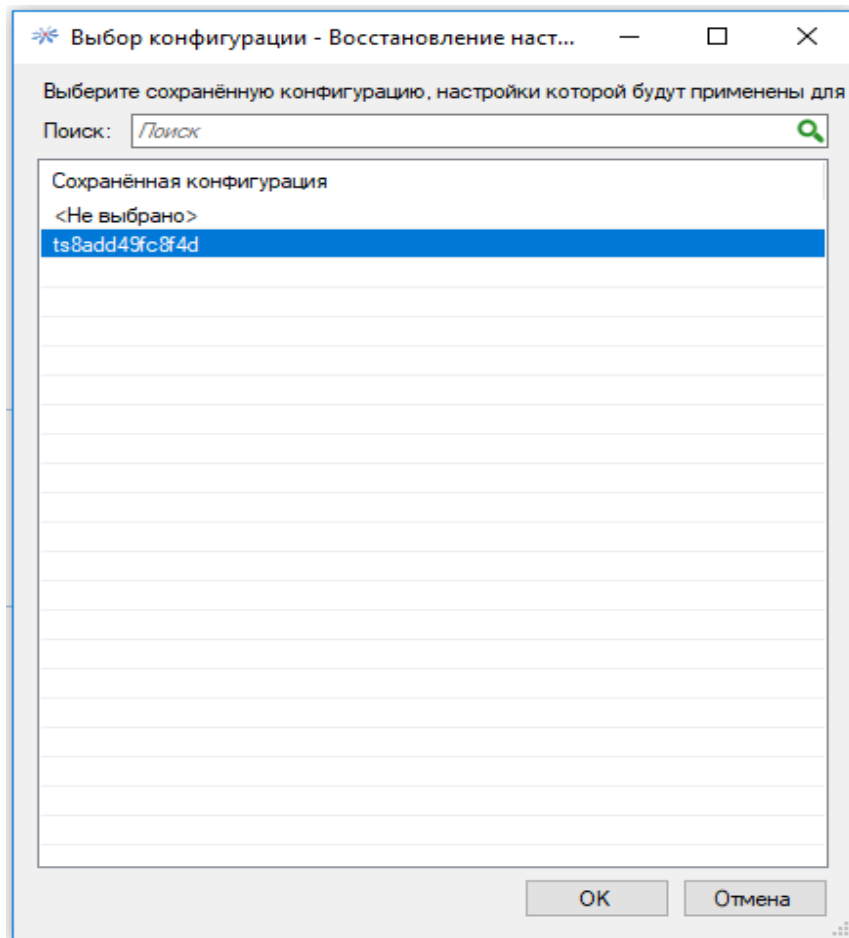 Выбор конфигурации - Восстановление наст...
Выберите сохранённую конфигурацию, настройки которой будут применены для
Поиск: Поиск
Сохранённая конфигурация
<Не выбрано>
ts8add49fc8f4d
OK Отмена